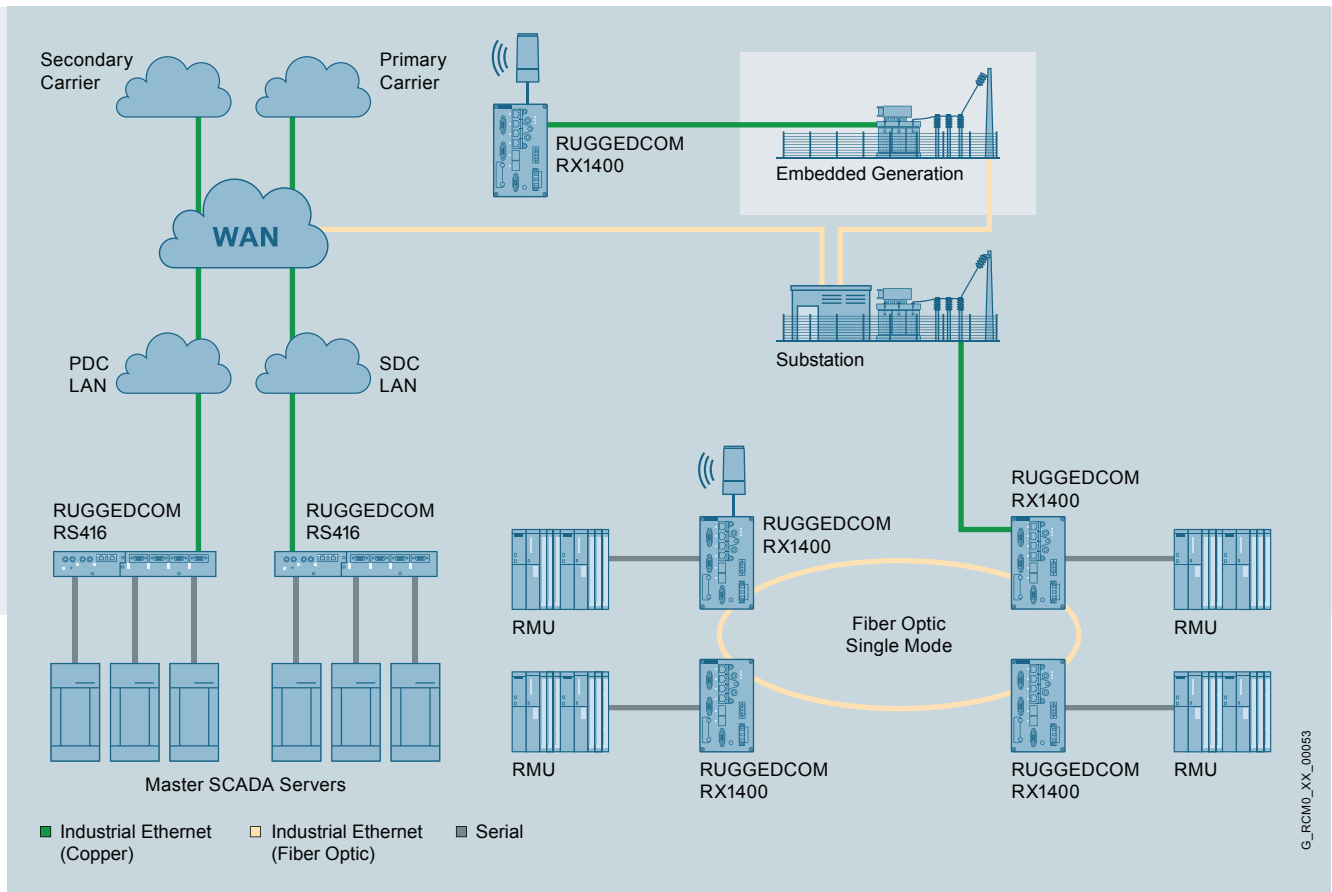 Secondary
Carrier
Primary
Carrier
RUGGEDCOM
RX1400
Embedded Generation
WAN
Substation
PDC
LAN
SDC
LAN
RUGGEDCOM
RS416
RUGGEDCOM
RS416
RUGGEDCOM
RX1400
RUGGEDCOM
RX1400
RMU
Fiber Optic
Single Mode
RMU
RMU
RUGGEDCOM
RX1400
RUGGEDCOM
RX1400
RMU
Master SCADA Servers
Industrial Ethernet
(Copper)
Industrial Ethernet
(Fiber Optic)
Serial
G_RCM0_XX_00053